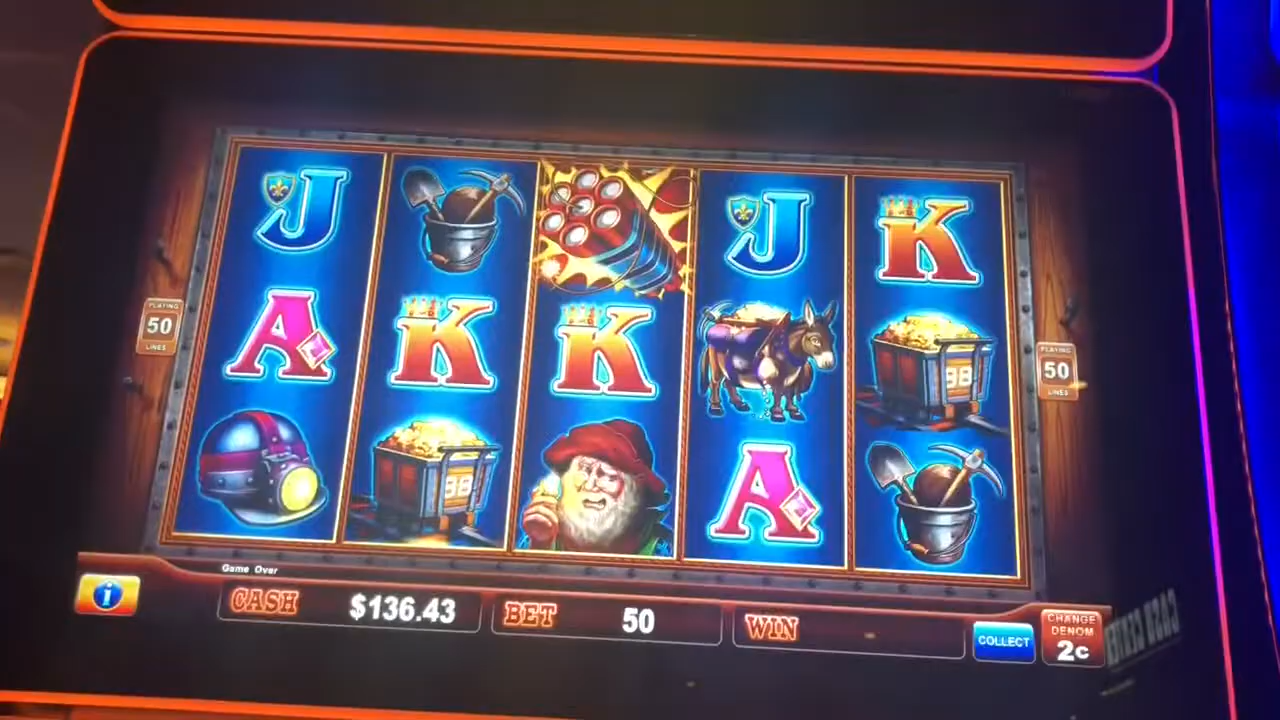 J
J
K
A
K
K
88
88
A
PLAYING
50
LINES
PLAYING
50
LINES
Game Over
i
CASH $136.43
BET 50
WIN
COLLECT
CHANGE
DENOM
2¢